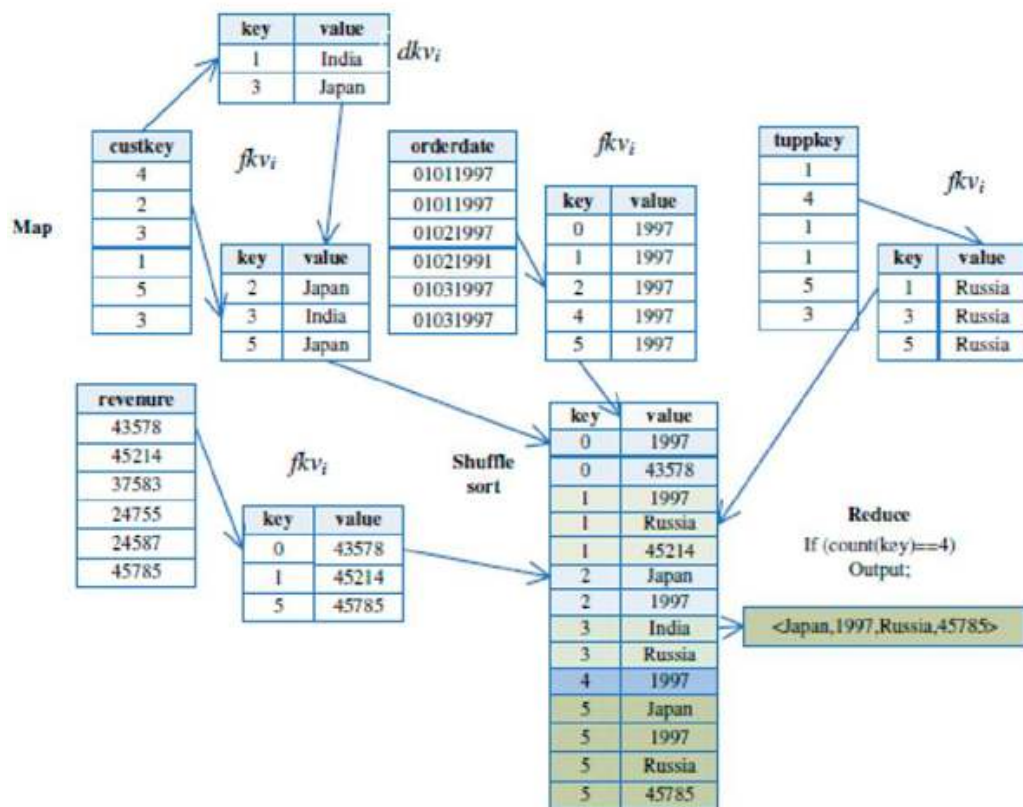 key value
1 India
3 Japan
dkvi
custkey
4
2
3
1
5
3
fkvi
Map
key value
2 Japan
3 India
5 Japan
orderdate
01011997
01011997
01021997
01021991
01031997
01031997
fkvi
key value
0 1997
1 1997
2 1997
4 1997
5 1997
tuppkey
1
4
1
1
5
3
fkvi
key value
1 Russia
3 Russia
5 Russia
revenure
43578
45214
37583
24755
24587
45785
fkvi
key value
0 43578
1 45214
5 45785
Shuffle
sort
key value
0 1997
0 43578
1 1997
1 Russia
1 45214
2 Japan
2 1997
3 India
3 Russia
4 1997
5 Japan
5 1997
5 Russia
5 45785
Reduce
If (count(key)==4)
Output;
<Japan,1997,Russia,45785>